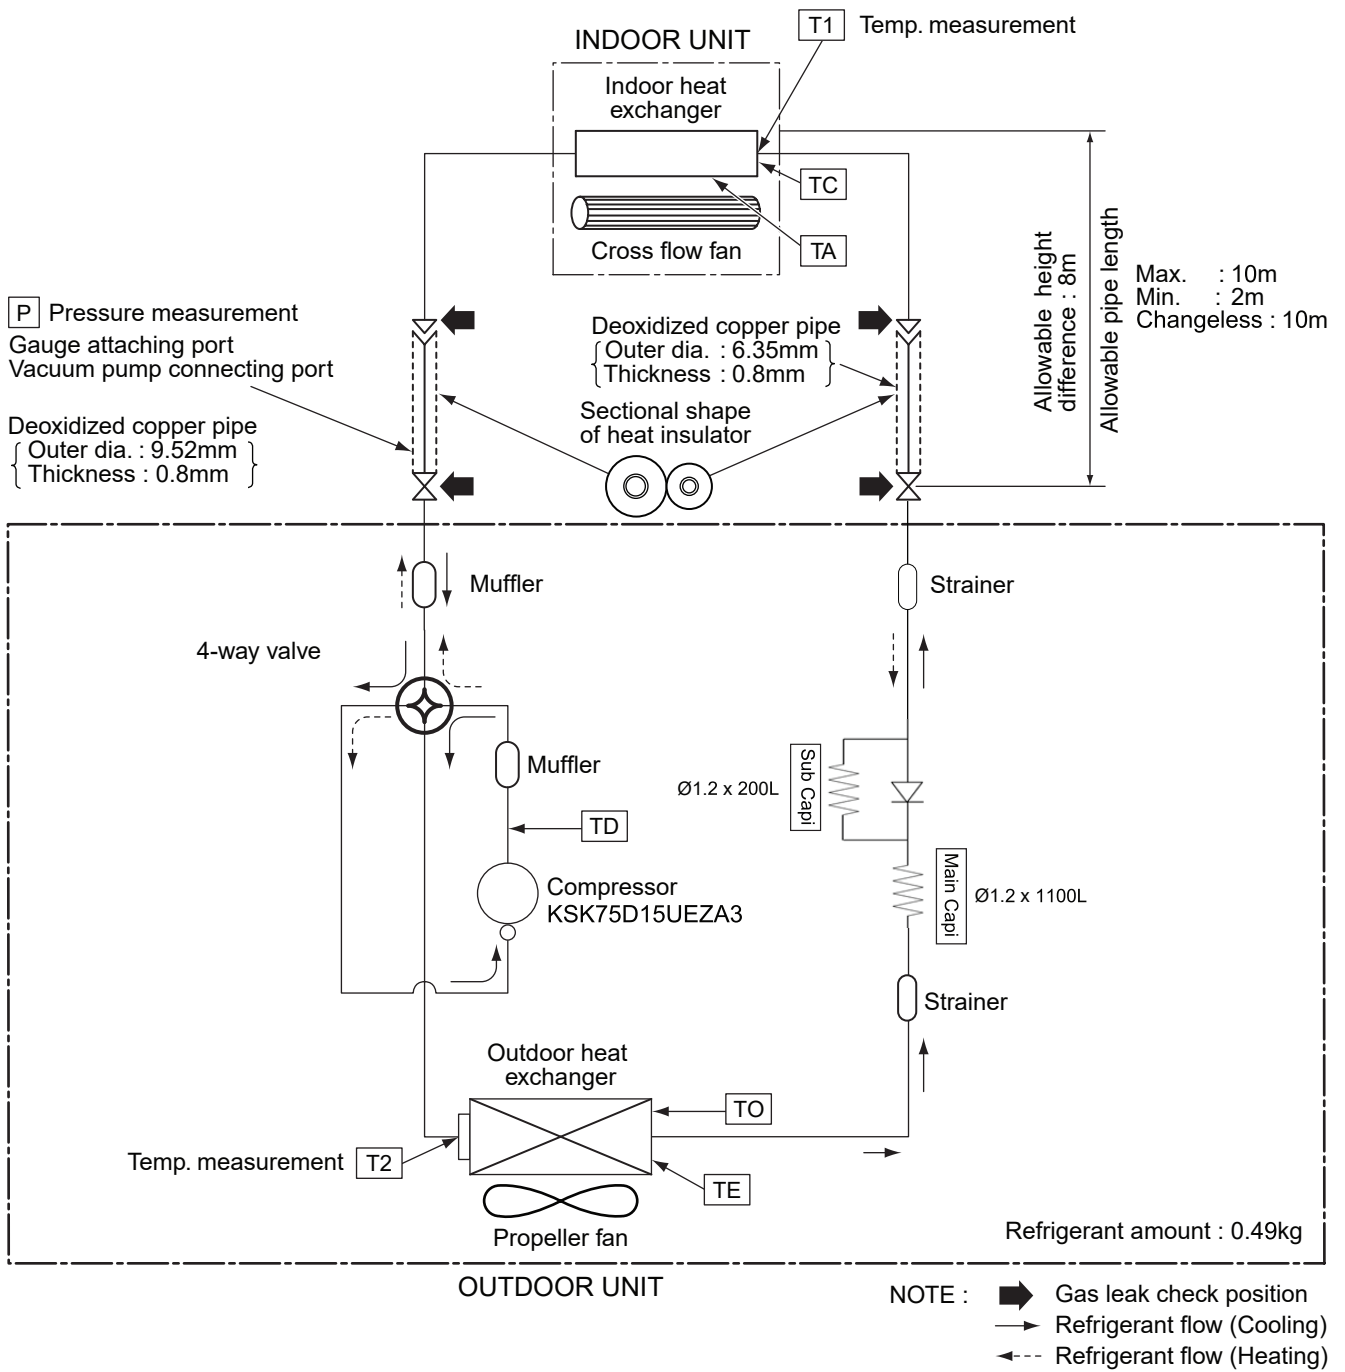 T1 Temp. measurement
INDOOR UNIT
Indoor heat
exchanger
TC
TA
Cross flow fan
Allowable height
difference : 8m
Allowable pipe length
Max. : 10m
Min. : 2m
Changeless : 10m
P Pressure measurement
Gauge attaching port
Vacuum pump connecting port
Deoxidized copper pipe
Outer dia. : 9.52mm
Thickness : 0.8mm
Deoxidized copper pipe
Outer dia. : 6.35mm
Thickness : 0.8mm
Sectional shape
of heat insulator
Muffler
Strainer
4-way valve
Muffler
TD
Compressor
KSK75D15UEZA3
Ø1.2 x 200L
Sub Capi
Main Capi
Ø1.2 x 1100L
Strainer
Outdoor heat
exchanger
TO
Temp. measurement T2
TE
Propeller fan
Refrigerant amount : 0.49kg
OUTDOOR UNIT
NOTE :
Gas leak check position
Refrigerant flow (Cooling)
Refrigerant flow (Heating)